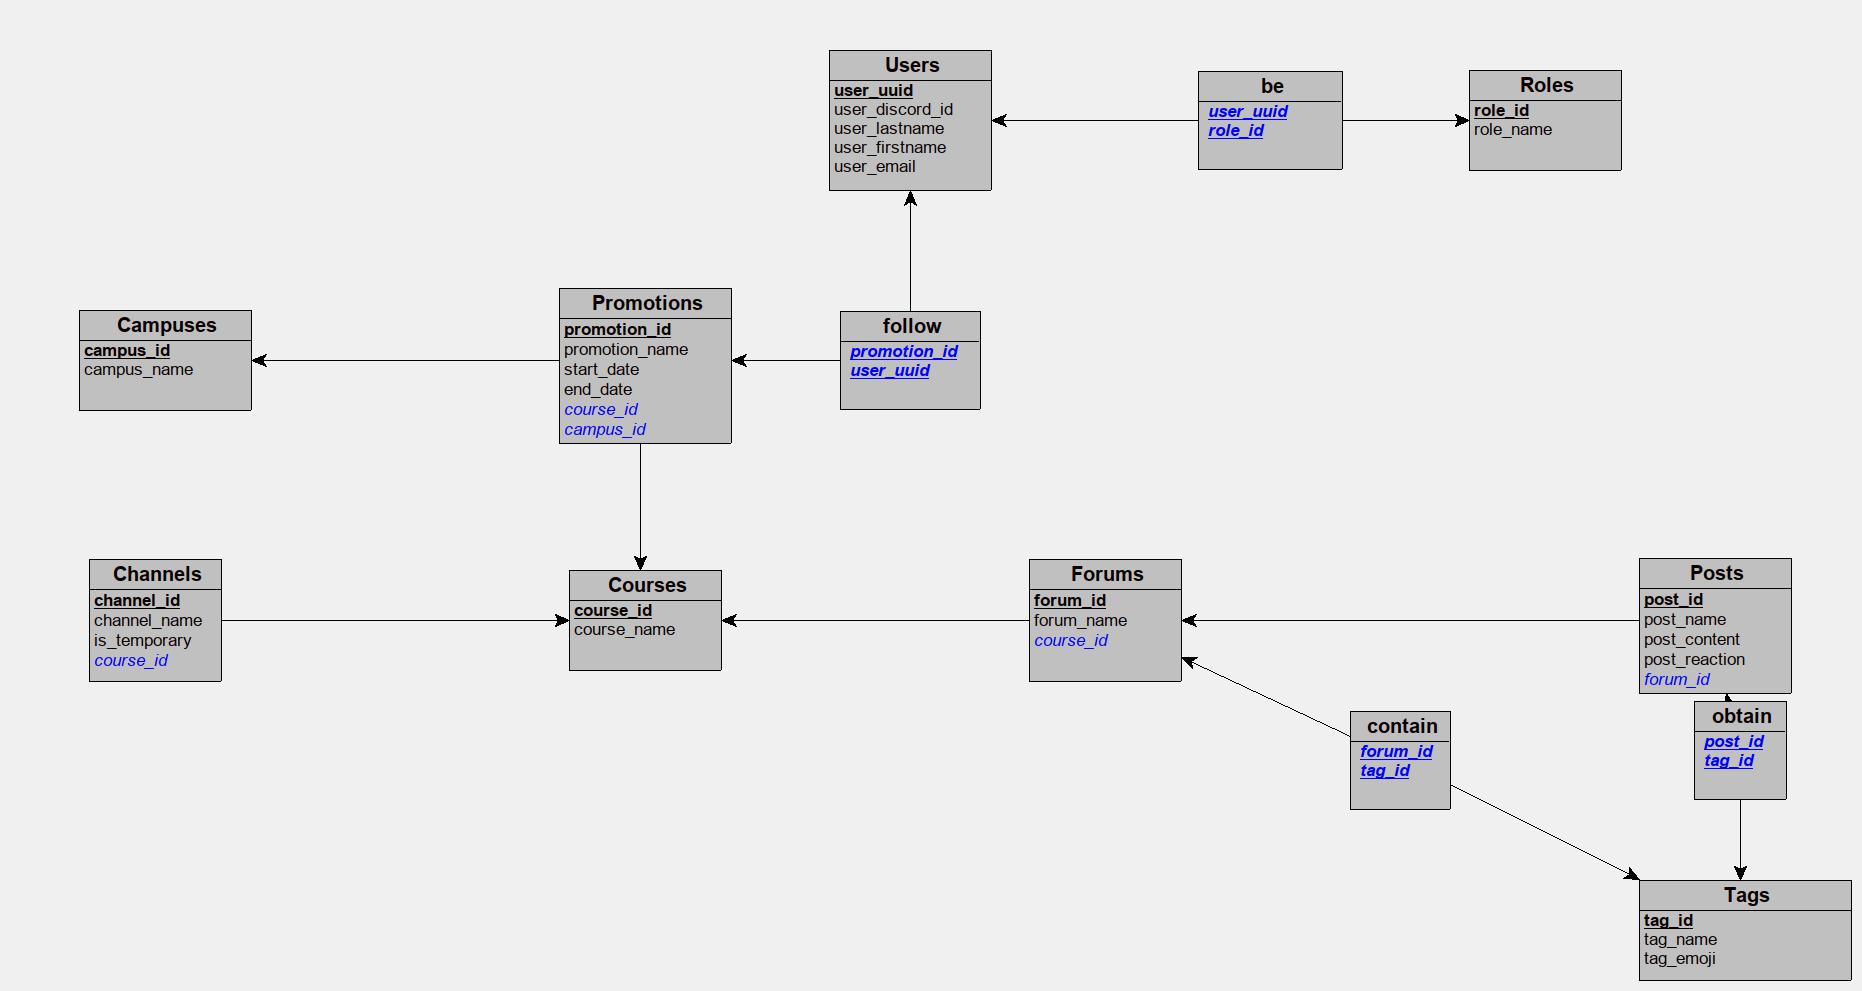 Users
user_uuid
user_discord_id
user_lastname
user_firstname
user_email
be
user_uuid
role_id
Roles
role_id
role_name
Campuses
campus_id
campus_name
Promotions
promotion_id
promotion_name
start_date
end_date
course_id
campus_id
follow
promotion_id
user_uuid
Channels
channel_id
channel_name
is_temporary
course_id
Courses
course_id
course_name
Forums
forum_id
forum_name
course_id
Posts
post_id
post_name
post_content
post_reaction
forum_id
contain
forum_id
tag_id
obtain
post_id
tag_id
Tags
tag_id
tag_name
tag_emoji